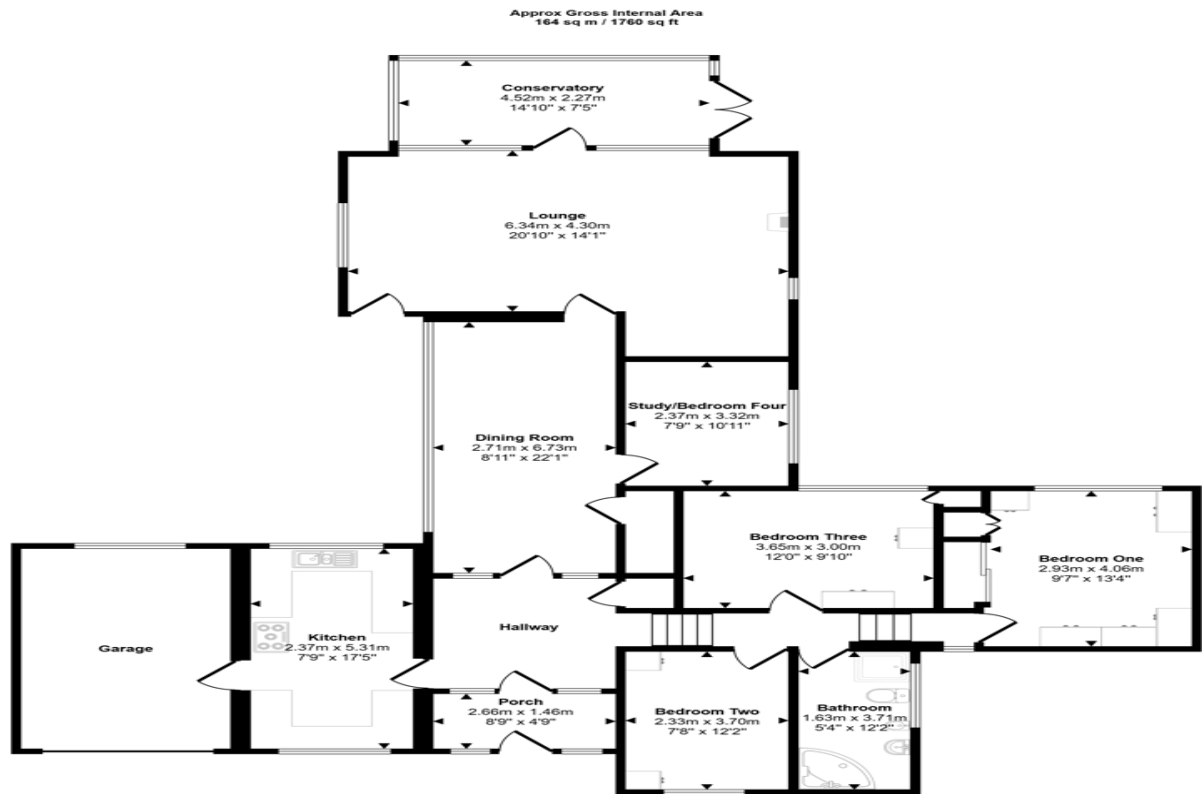 Approx Gross Internal Area
164 sq m / 1760 sq ft
Conservatory
4.52m x 2.27m
14'10" x 7'5"
Lounge
6.34m x 4.30m
20'10" x 14'1"
Study/Bedroom Four
2.37m x 3.32m
7'9" x 10'11"
Dining Room
2.71m x 6.73m
8'11" x 22'1"
Bedroom Three
3.65m x 3.00m
12'0" x 9'10"
Bedroom One
2.93m x 4.06m
9'7" x 13'4"
Hallway
Kitchen
2.37m x 5.31m
7'9" x 17'5"
Garage
Porch
2.66m x 1.46m
8'9" x 4'9"
Bedroom Two
2.33m x 3.70m
7'8" x 12'2"
Bathroom
1.63m x 3.71m
5'4" x 12'2"